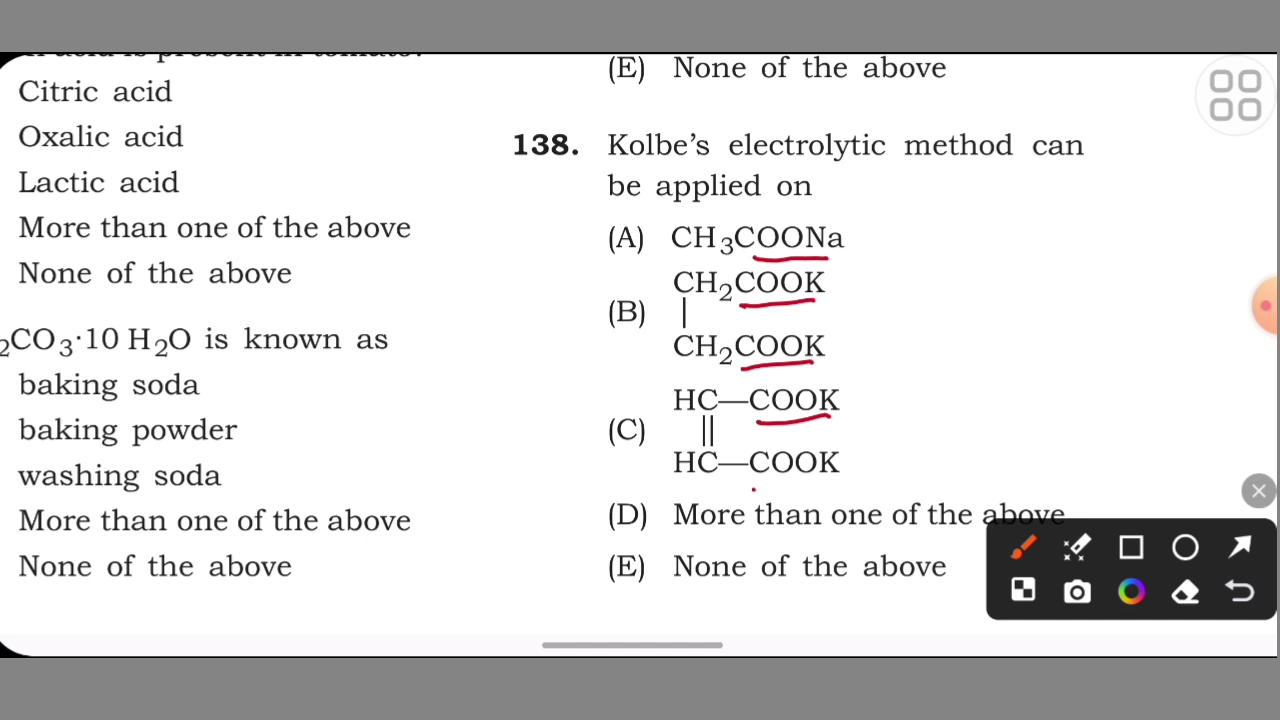 Citric acid
Oxalic acid
Lactic acid
More than one of the above
None of the above
₂CO₃·10 H₂O is known as
baking soda
baking powder
washing soda
More than one of the above
None of the above
(E) None of the above
138. Kolbe's electrolytic method can
be applied on
(A) CH₃COONa
CH₂COOK
(B) |
CH₂COOK
HC—COOK
(C) ||
HC—COOK
(D) More than one of the above
(E) None of the above